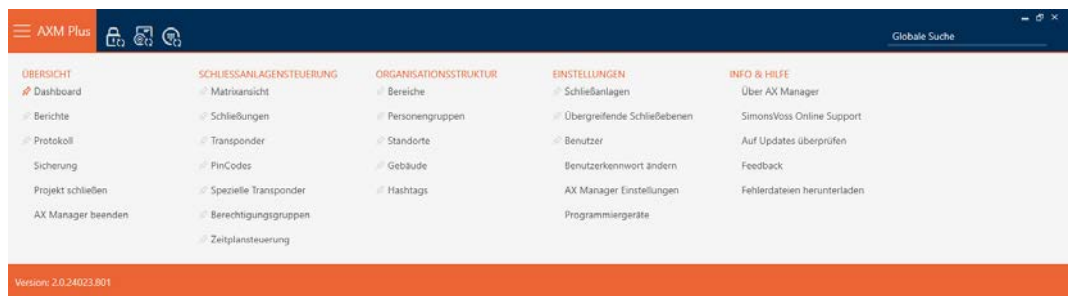 AXM Plus
Globale Suche
ÜBERSICHT
Dashboard
Berichte
Protokoll
Sicherung
Projekt schließen
AX Manager beenden
SCHLIESSANLAGENSTEUERUNG
Matrixansicht
Schließungen
Transponder
PinCodes
Spezielle Transponder
Berechtigungsgruppen
Zeitplansteuerung
ORGANISATIONSSTRUKTUR
Bereiche
Personengruppen
Standorte
Gebäude
Hashtags
EINSTELLUNGEN
Schließanlagen
Übergreifende Schließebenen
Benutzer
Benutzerkennwort ändern
AX Manager Einstellungen
Programmiergeräte
INFO & HILFE
Über AX Manager
SimonsVoss Online Support
Auf Updates überprüfen
Feedback
Fehlerdateien herunterladen
Version: 2.0.24023.801